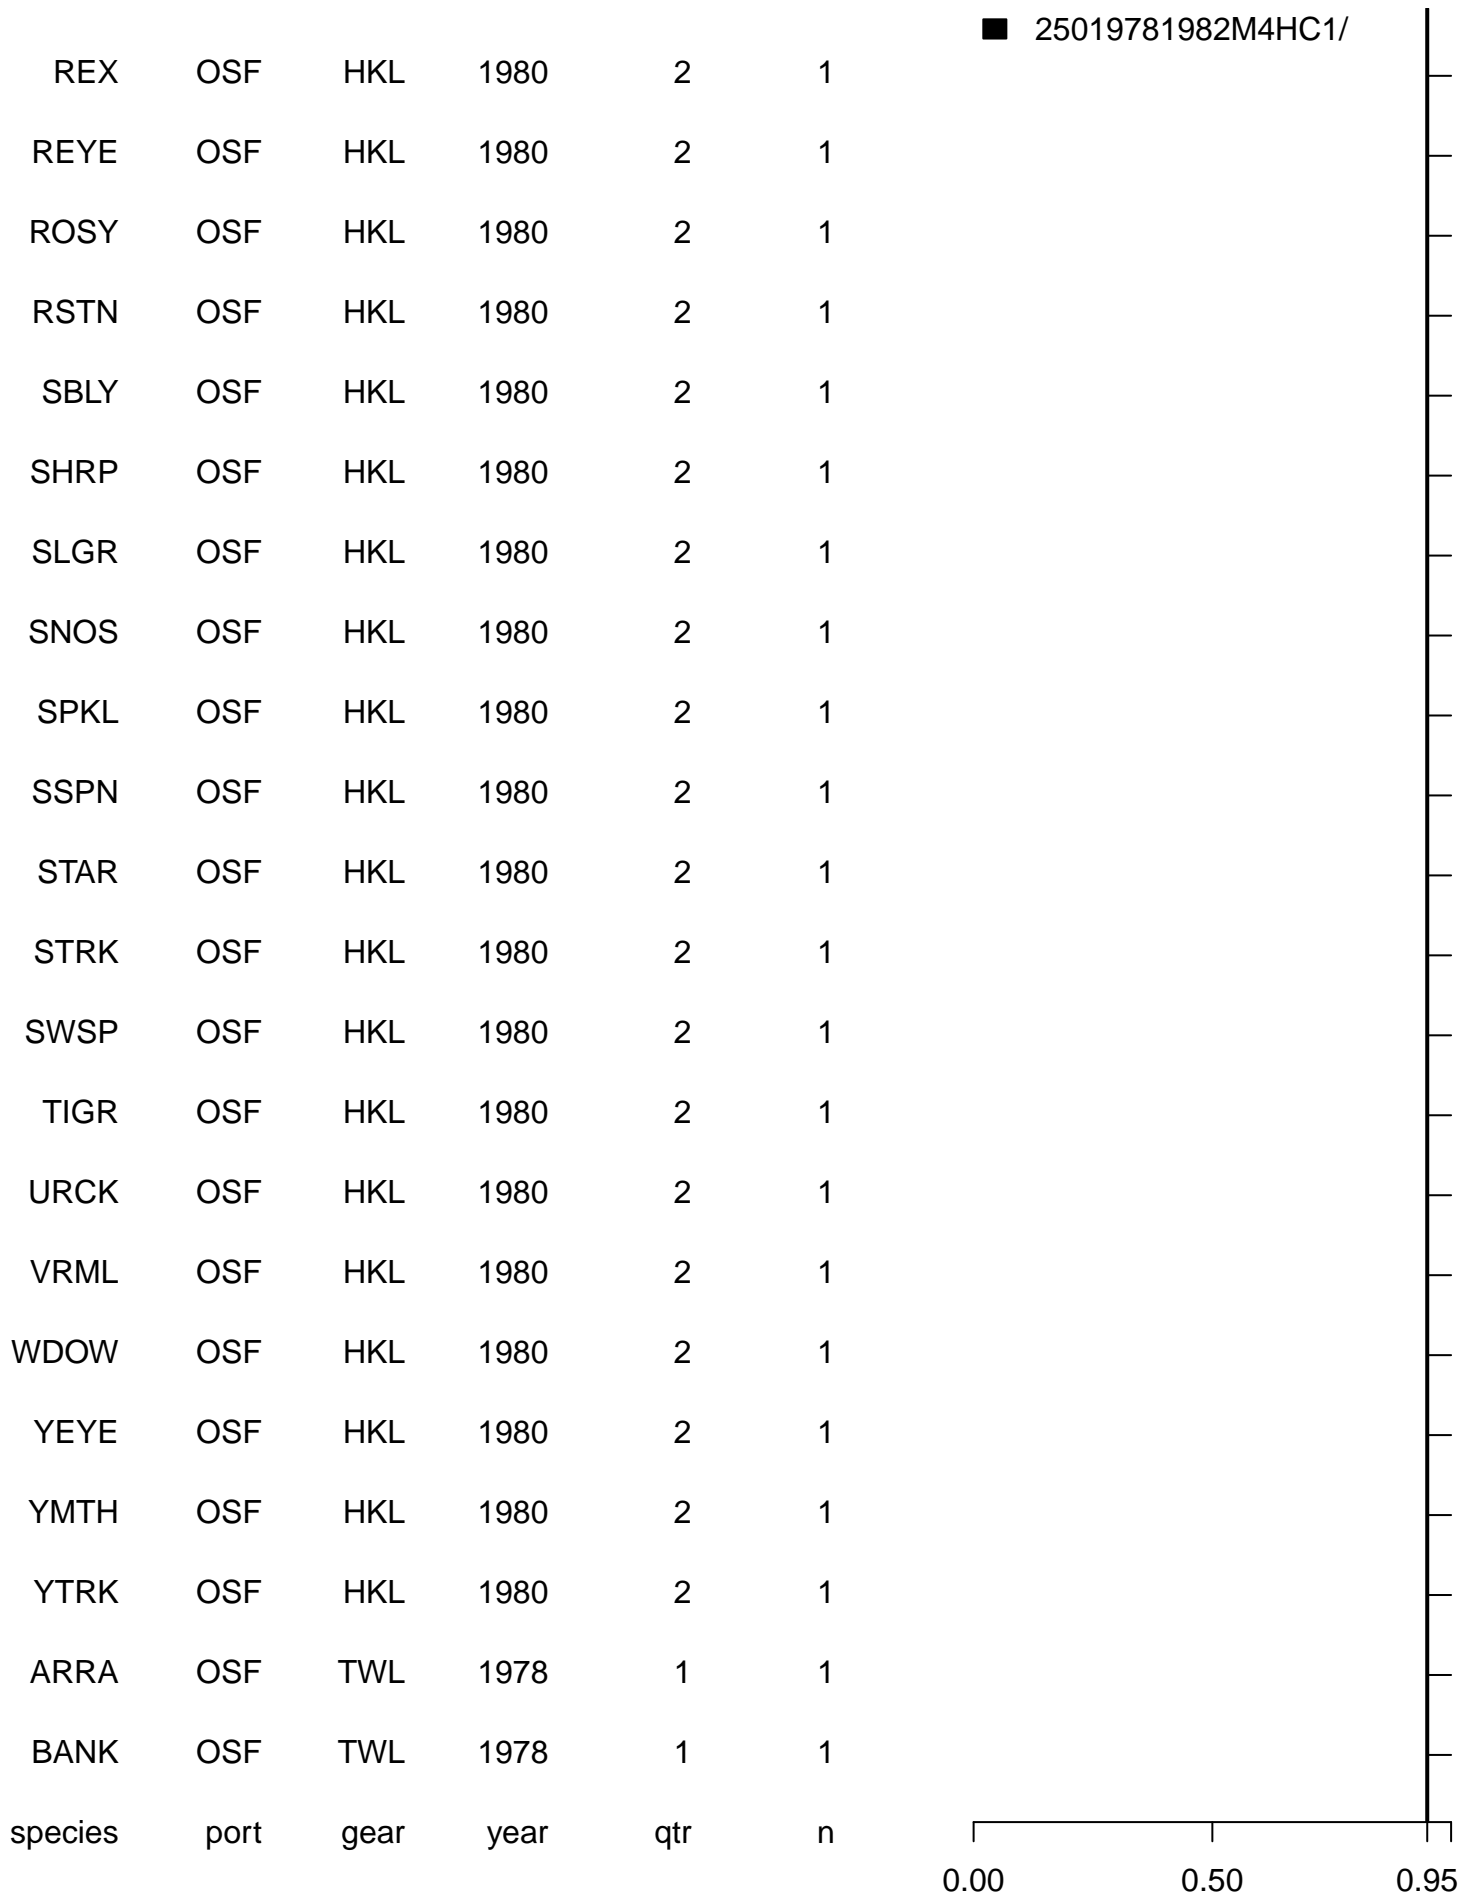 25019781982M4HC1/
REX OSF HKL 1980 2 1
REYE OSF HKL 1980 2 1
ROSY OSF HKL 1980 2 1
RSTN OSF HKL 1980 2 1
SBLY OSF HKL 1980 2 1
SHRP OSF HKL 1980 2 1
SLGR OSF HKL 1980 2 1
SNOS OSF HKL 1980 2 1
SPKL OSF HKL 1980 2 1
SSPN OSF HKL 1980 2 1
STAR OSF HKL 1980 2 1
STRK OSF HKL 1980 2 1
SWSP OSF HKL 1980 2 1
TIGR OSF HKL 1980 2 1
URCK OSF HKL 1980 2 1
VRML OSF HKL 1980 2 1
WDOW OSF HKL 1980 2 1
YEYE OSF HKL 1980 2 1
YMTH OSF HKL 1980 2 1
YTRK OSF HKL 1980 2 1
ARRA OSF TWL 1978 1 1
BANK OSF TWL 1978 1 1
species port gear year qtr n
0.00 0.50 0.95